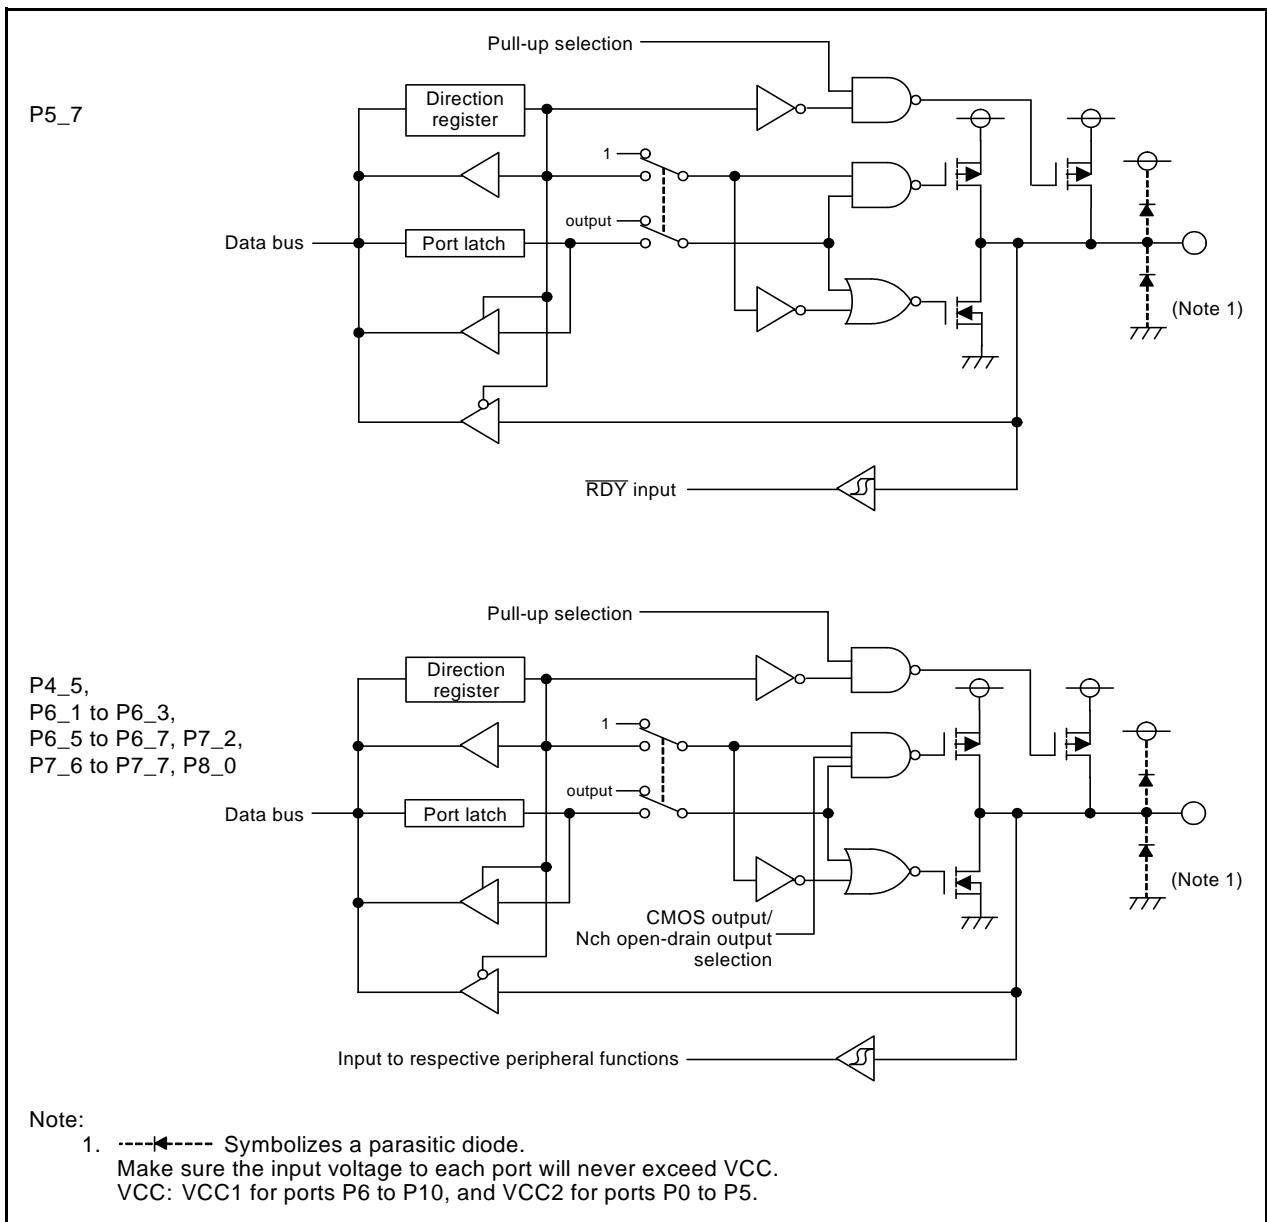 Pull-up selection
P5_7
Direction
register
1
output
Data bus
Port latch
(Note 1)
RDY input
Pull-up selection
P4_5,
P6_1 to P6_3,
P6_5 to P6_7, P7_2,
P7_6 to P7_7, P8_0
Direction
register
1
output
Data bus
Port latch
(Note 1)
CMOS output/
Nch open-drain output
selection
Input to respective peripheral functions
Note:
1. Symbolizes a parasitic diode.
Make sure the input voltage to each port will never exceed VCC.
VCC: VCC1 for ports P6 to P10, and VCC2 for ports P0 to P5.